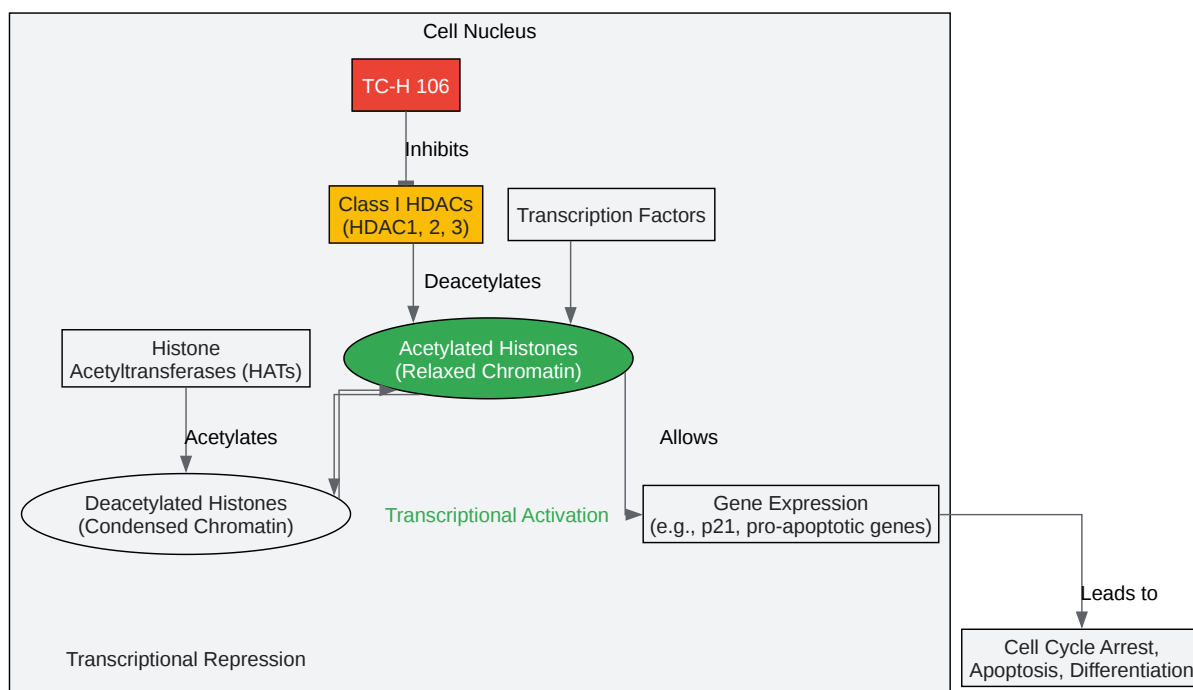 Cell Nucleus
TC-H 106
Inhibits
Class I HDACs
(HDAC1, 2, 3)
Transcription Factors
Deacetylates
Histone
Acetyltransferases (HATs)
Acetylated Histones
(Relaxed Chromatin)
Acetylates
Allows
Deacetylated Histones
(Condensed Chromatin)
Transcriptional Activation
Gene Expression
(e.g., p21, pro-apoptotic genes)
Leads to
Transcriptional Repression
Cell Cycle Arrest,
Apoptosis, Differentiation